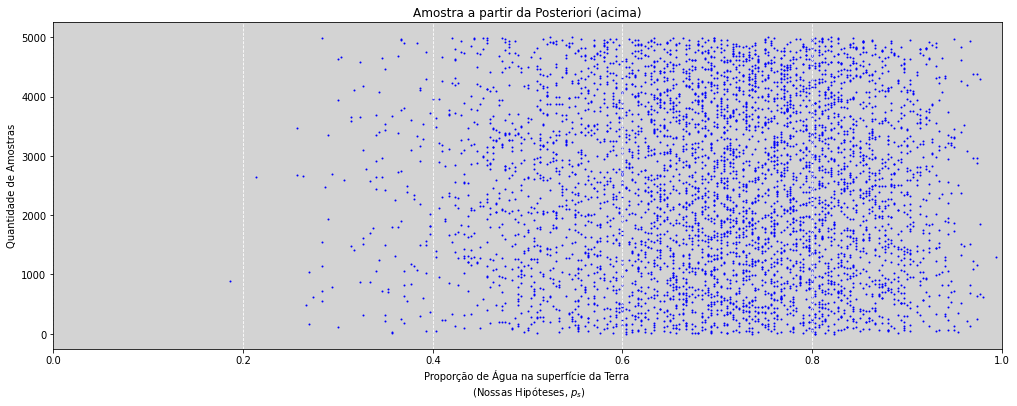 Amostra a partir da Posteriori (acima)
Quantidade de Amostras
5000
4000
3000
2000
1000
0
0.0 0.2 0.4 0.6 0.8 1.0
Proporção de Água na superfície da Terra
(Nossas Hipóteses, pₛ)